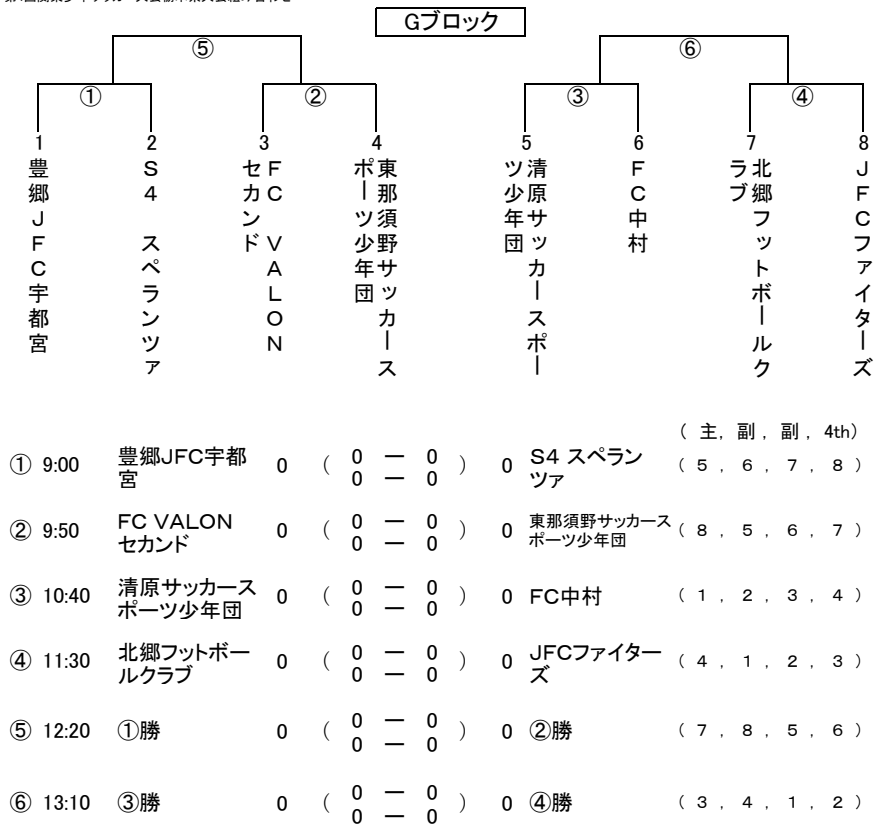 Gブロック
⑤
⑥
①
②
③
④
1
2
3
4
5
6
7
8
豊郷JFC宇都宮
S4 スペランツァ
FC VALON
セカンド
東那須野サッカース
ポーツ少年団
清原サッカースポー
ツ少年団
FC中村
北郷フットボールク
ラブ
JFCファイターズ
( 主, 副 , 副 , 4th)
① 9:00 豊郷JFC宇都 0 ( 0 ー 0 ) 0 S4 スペラン ( 5 , 6 , 7 , 8 )
宮 0 ー 0 ツァ
② 9:50 FC VALON 0 ( 0 ー 0 ) 0 東那須野サッカース ( 8 , 5 , 6 , 7 )
セカンド 0 ー 0 ポーツ少年団
③ 10:40 清原サッカース 0 ( 0 ー 0 ) 0 FC中村 ( 1 , 2 , 3 , 4 )
ポーツ少年団 0 ー 0
④ 11:30 北郷フットボー 0 ( 0 ー 0 ) 0 JFCファイター ( 4 , 1 , 2 , 3 )
ルクラブ 0 ー 0 ズ
⑤ 12:20 ①勝 0 ( 0 ー 0 ) 0 ②勝 ( 7 , 8 , 5 , 6 )
0 ー 0
⑥ 13:10 ③勝 0 ( 0 ー 0 ) 0 ④勝 ( 3 , 4 , 1 , 2 )
0 ー 0